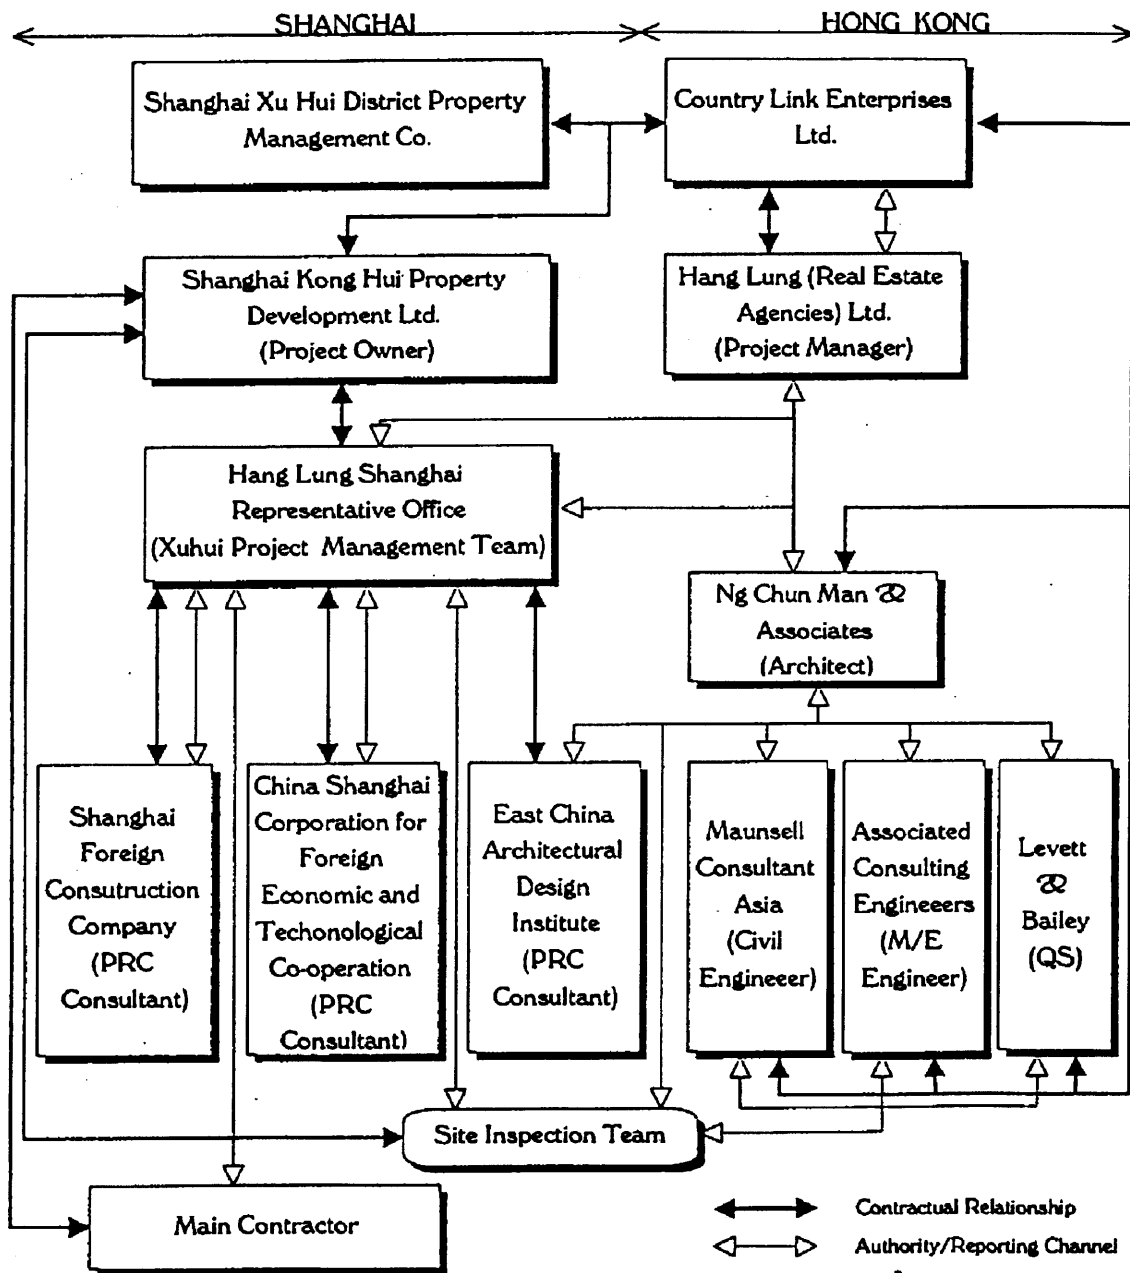 SHANGHAI
HONG KONG
Shanghai Xu Hui District Property
Management Co.
Country Link Enterprises
Ltd.
Shanghai Kong Hui Property
Development Ltd.
(Project Owner)
Hang Lung (Real Estate
Agencies) Ltd.
(Project Manager)
Hang Lung Shanghai
Representative Office
(Xuhui Project Management Team)
Ng Chun Man &
Associates
(Architect)
Shanghai
Foreign
Consutruction
Company
(PRC
Consultant)
China Shanghai
Corporation for
Foreign
Economic and
Techonological
Co-operation
(PRC
Consultant)
East China
Architectural
Design
Institute
(PRC
Consultant)
Maunsell
Consultant
Asia
(Civil
Engineeer)
Associated
Consulting
Engineeers
(M/E
Engineer)
Levett
&
Bailey
(QS)
Site Inspection Team
Main Contractor
Contractual Relationship
Authority/Reporting Channel